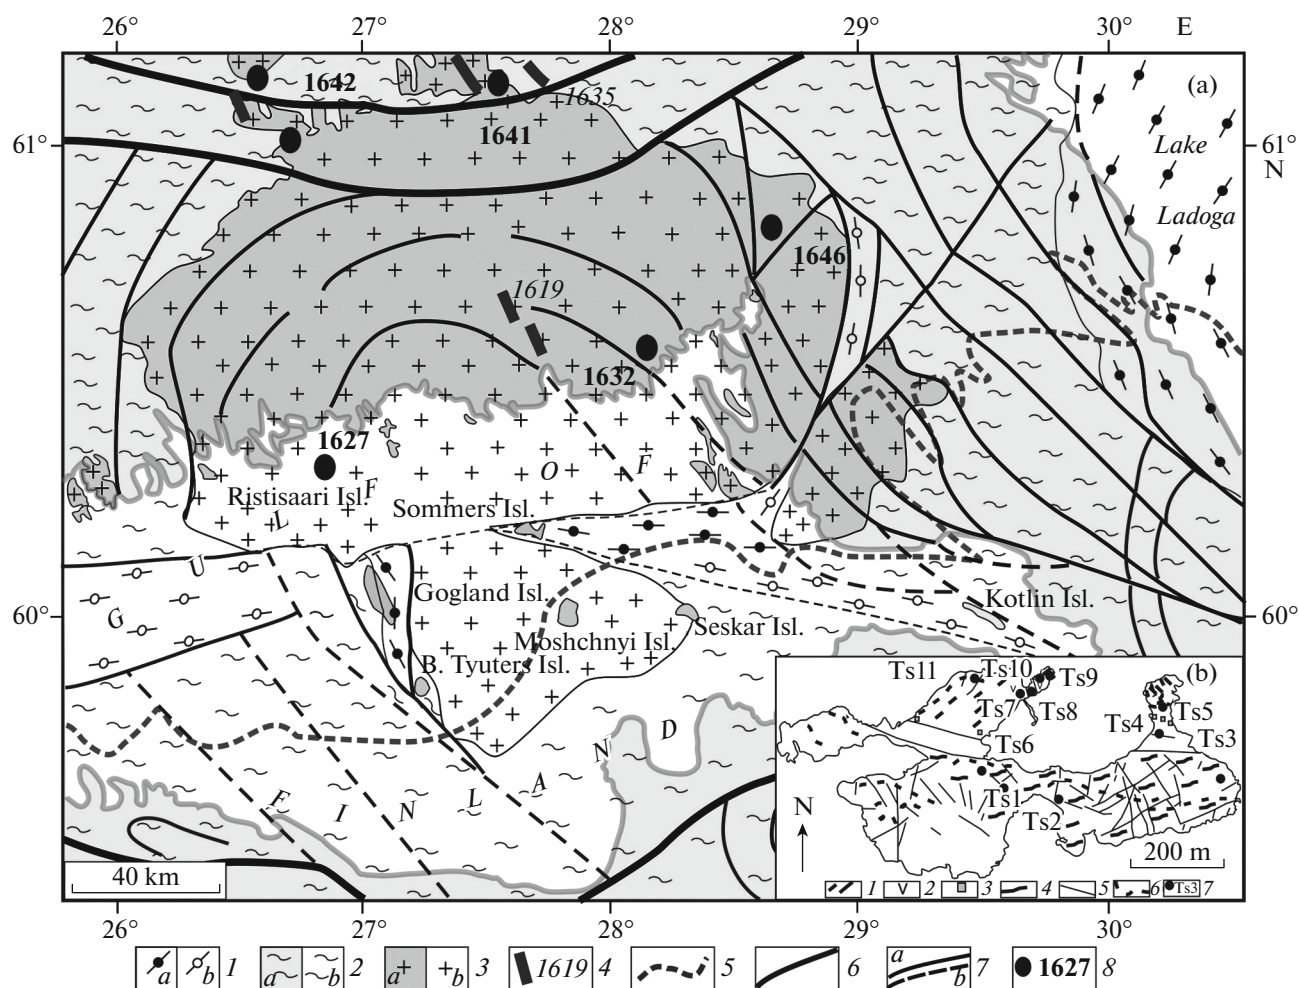 26° 27° 28° 29° 30° E
(a)
1642
1635
1641
61°
61°
N
Lake
Ladoga
1646
1619
1632
1627
Ristisaari Isl.
Sommers Isl.
GULF OF
FINLAND
Gogland Isl.
Kotlin Isl.
60°
60°
Moshchnyi Isl.
Seskar Isl.
B. Tyuters Isl.
(b)
Ts11 Ts10 Ts9
Ts7 Ts8
Ts4 Ts5
Ts6 Ts3
Ts1
Ts2
N
200 m
1 2 3 4 5 6 Ts3 7
40 km
26° 27° 28° 29° 30°
a b 1 a b 2 a b 3 1619 4 5 6 a b 7 1627 8